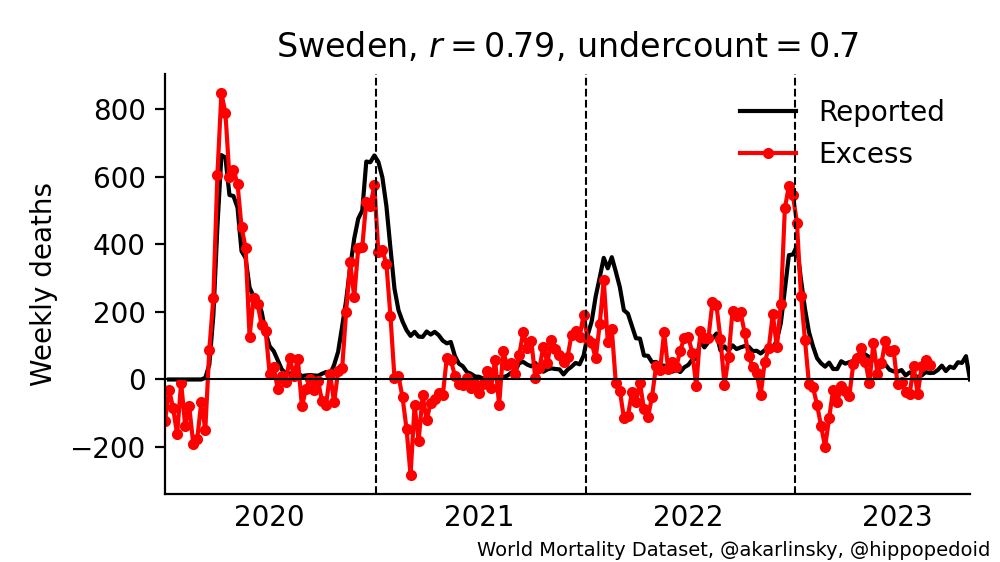 Sweden, r = 0.79, undercount = 0.7
Weekly deaths
800
600
400
200
0
−200
Reported
Excess
2020 2021 2022 2023
World Mortality Dataset, @akarlinsky, @hippopedoid